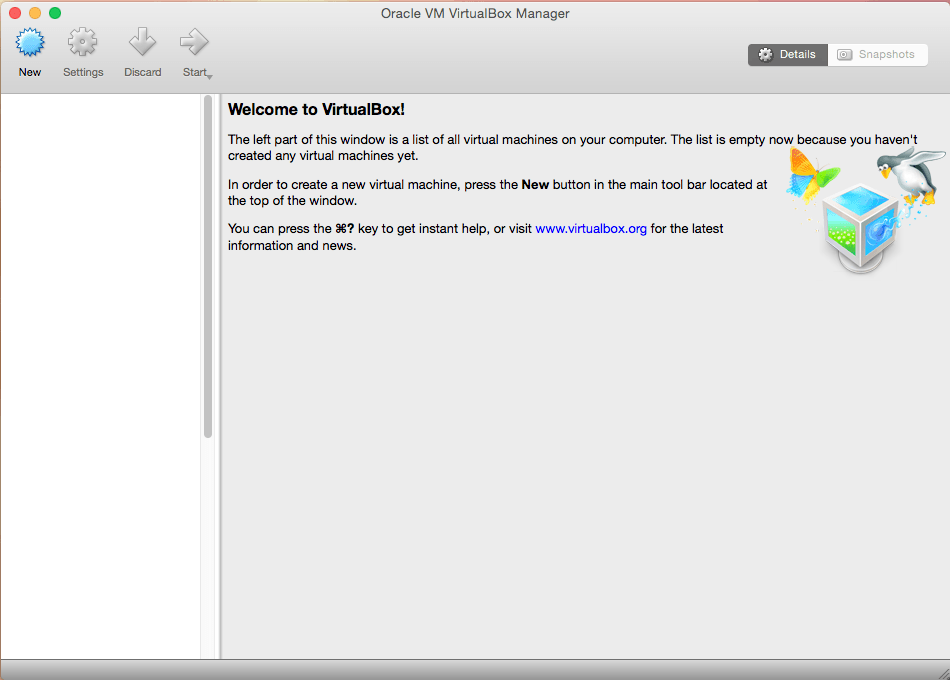 Oracle VM VirtualBox Manager
New Settings Discard Start
Details Snapshots
Welcome to VirtualBox!
The left part of this window is a list of all virtual machines on your computer. The list is empty now because you haven't
created any virtual machines yet.
In order to create a new virtual machine, press the New button in the main tool bar located at
the top of the window.
You can press the ⌘? key to get instant help, or visit www.virtualbox.org for the latest
information and news.